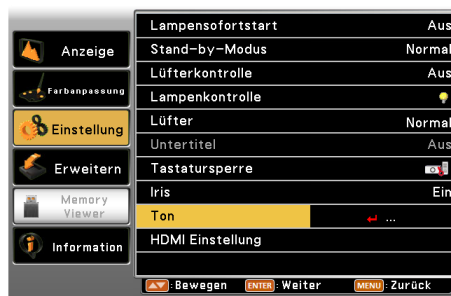 Anzeige
Farbanpassung
Einstellung
Erweitern
Memory
Viewer
Information
Lampensofortstart Aus
Stand-by-Modus Normal
Lüfterkontrolle Aus
Lampenkontrolle
Lüfter Normal
Untertitel Aus
Tastatursperre
Iris Ein
Ton ...
HDMI Einstellung
:Bewegen ENTER :Weiter MENU :Zurück